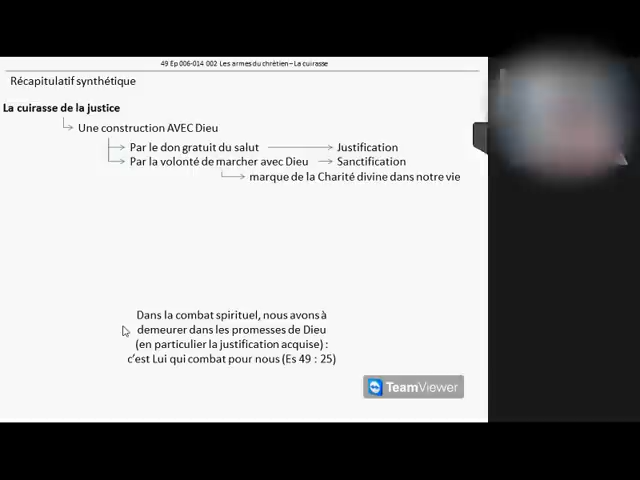 49 Ep 006-014 002 Les armes du chrétien – La cuirasse
Récapitulatif synthétique
La cuirasse de la justice
Une construction AVEC Dieu
Par le don gratuit du salut Justification
Par la volonté de marcher avec Dieu Sanctification
marque de la Charité divine dans notre vie
Dans la combat spirituel, nous avons à
demeurer dans les promesses de Dieu
(en particulier la justification acquise) :
c'est Lui qui combat pour nous (Es 49 : 25)
TeamViewer